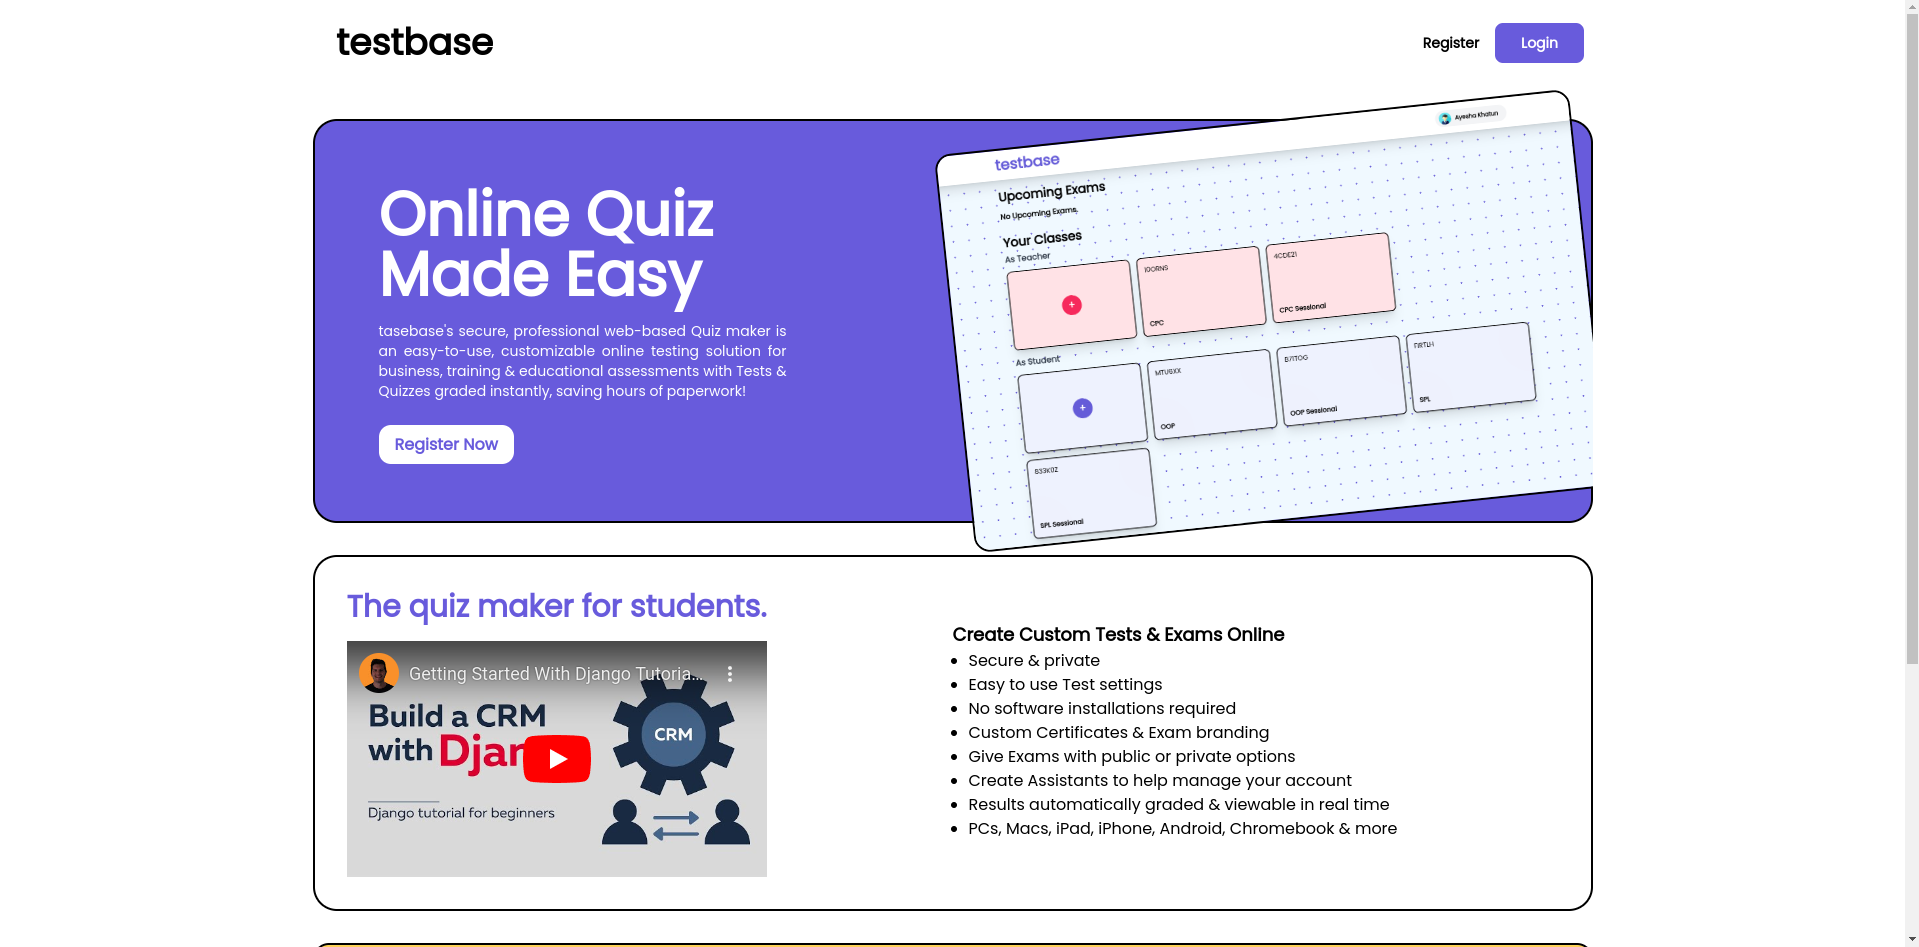 testbase
Register
Login
Ayesha Khatun
testbase
Upcoming Exams
No Upcoming Exams.
Your Classes
As Teacher
4CDE21
CPC
CPC Sessional
As Student
MTU6XX
OOP
OOP Sessional
SPL
B33K0Z
SPL Sessional
Online Quiz
Made Easy
tasebase's secure, professional web-based Quiz maker is
an easy-to-use, customizable online testing solution for
business, training & educational assessments with Tests &
Quizzes graded instantly, saving hours of paperwork!
Register Now
The quiz maker for students.
Getting Started With Django Tutoria...
Build a CRM
with Djan
CRM
Django tutorial for beginners
Create Custom Tests & Exams Online
Secure & private
Easy to use Test settings
No software installations required
Custom Certificates & Exam branding
Give Exams with public or private options
Create Assistants to help manage your account
Results automatically graded & viewable in real time
PCs, Macs, iPad, iPhone, Android, Chromebook & more